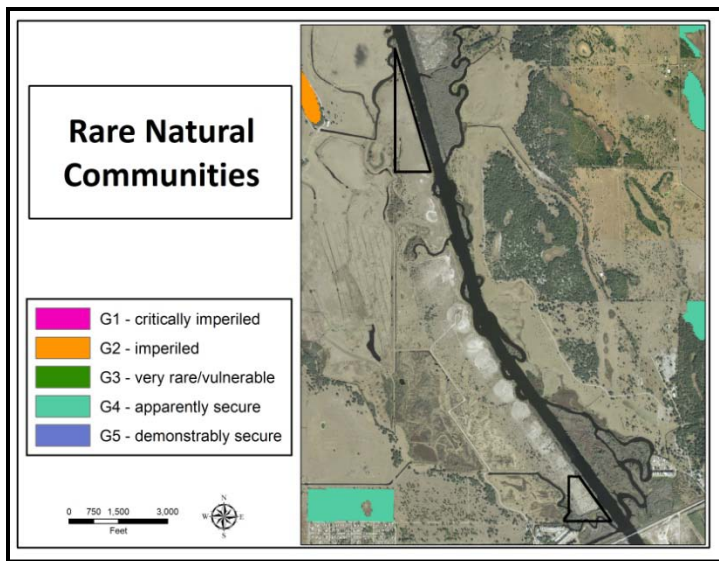 Rare Natural
Communities
G1 - critically imperiled
G2 - imperiled
G3 - very rare/vulnerable
G4 - apparently secure
G5 - demonstrably secure
0 750 1,500 3,000
Feet
N
W E
S